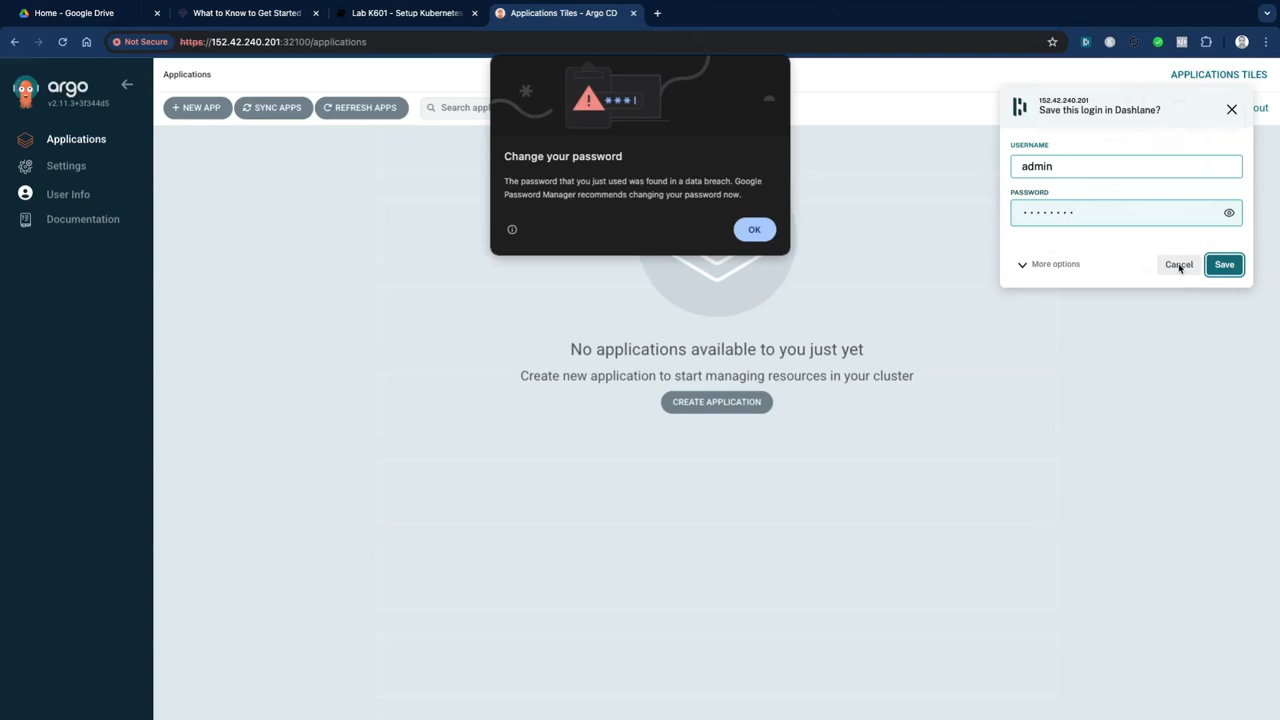 Home - Google Drive
What to Know to Get Started
Lab K601 - Setup Kubernetes
Applications Tiles - Argo CD
Not Secure
https://152.42.240.201:32100/applications
argo
v2.11.3+3f344d5
Applications
Settings
User Info
Documentation
Applications
APPLICATIONS TILES
+ NEW APP
SYNC APPS
REFRESH APPS
Search appl
out
***|
Change your password
The password that you just used was found in a data breach. Google
Password Manager recommends changing your password now.
OK
152.42.240.201
Save this login in Dashlane?
USERNAME
admin
PASSWORD
More options
Cancel
Save
No applications available to you just yet
Create new application to start managing resources in your cluster
CREATE APPLICATION